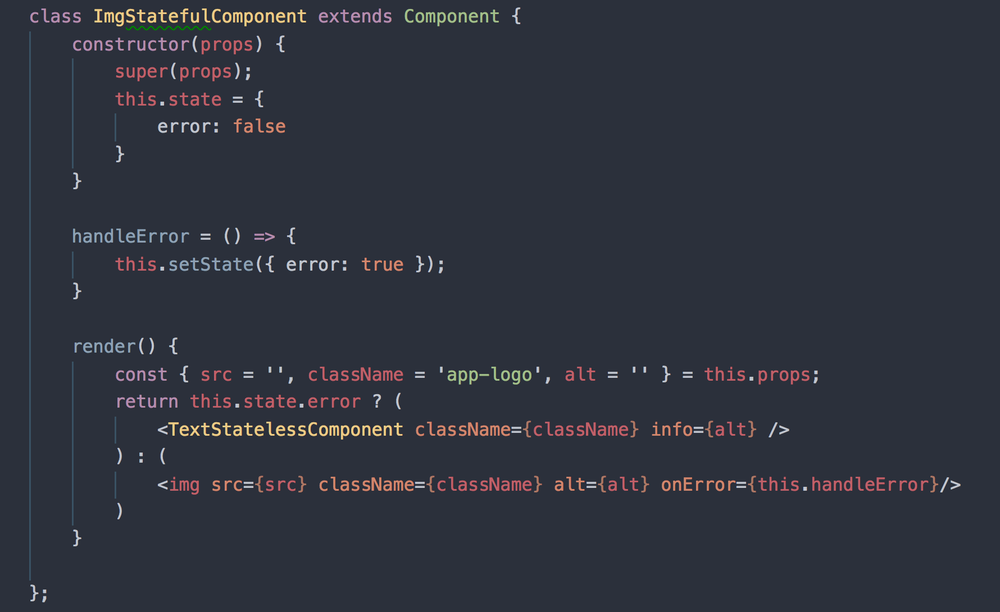 class ImgStatefulComponent extends Component {
    constructor(props) {
        super(props);
        this.state = {
            error: false
        }
    }

    handleError = () => {
        this.setState({ error: true });
    }

    render() {
        const { src = '', className = 'app-logo', alt = '' } = this.props;
        return this.state.error ? (
            <TextStatelessComponent className={className} info={alt} />
        ) : (
            <img src={src} className={className} alt={alt} onError={this.handleError}/>
        )
    }

};